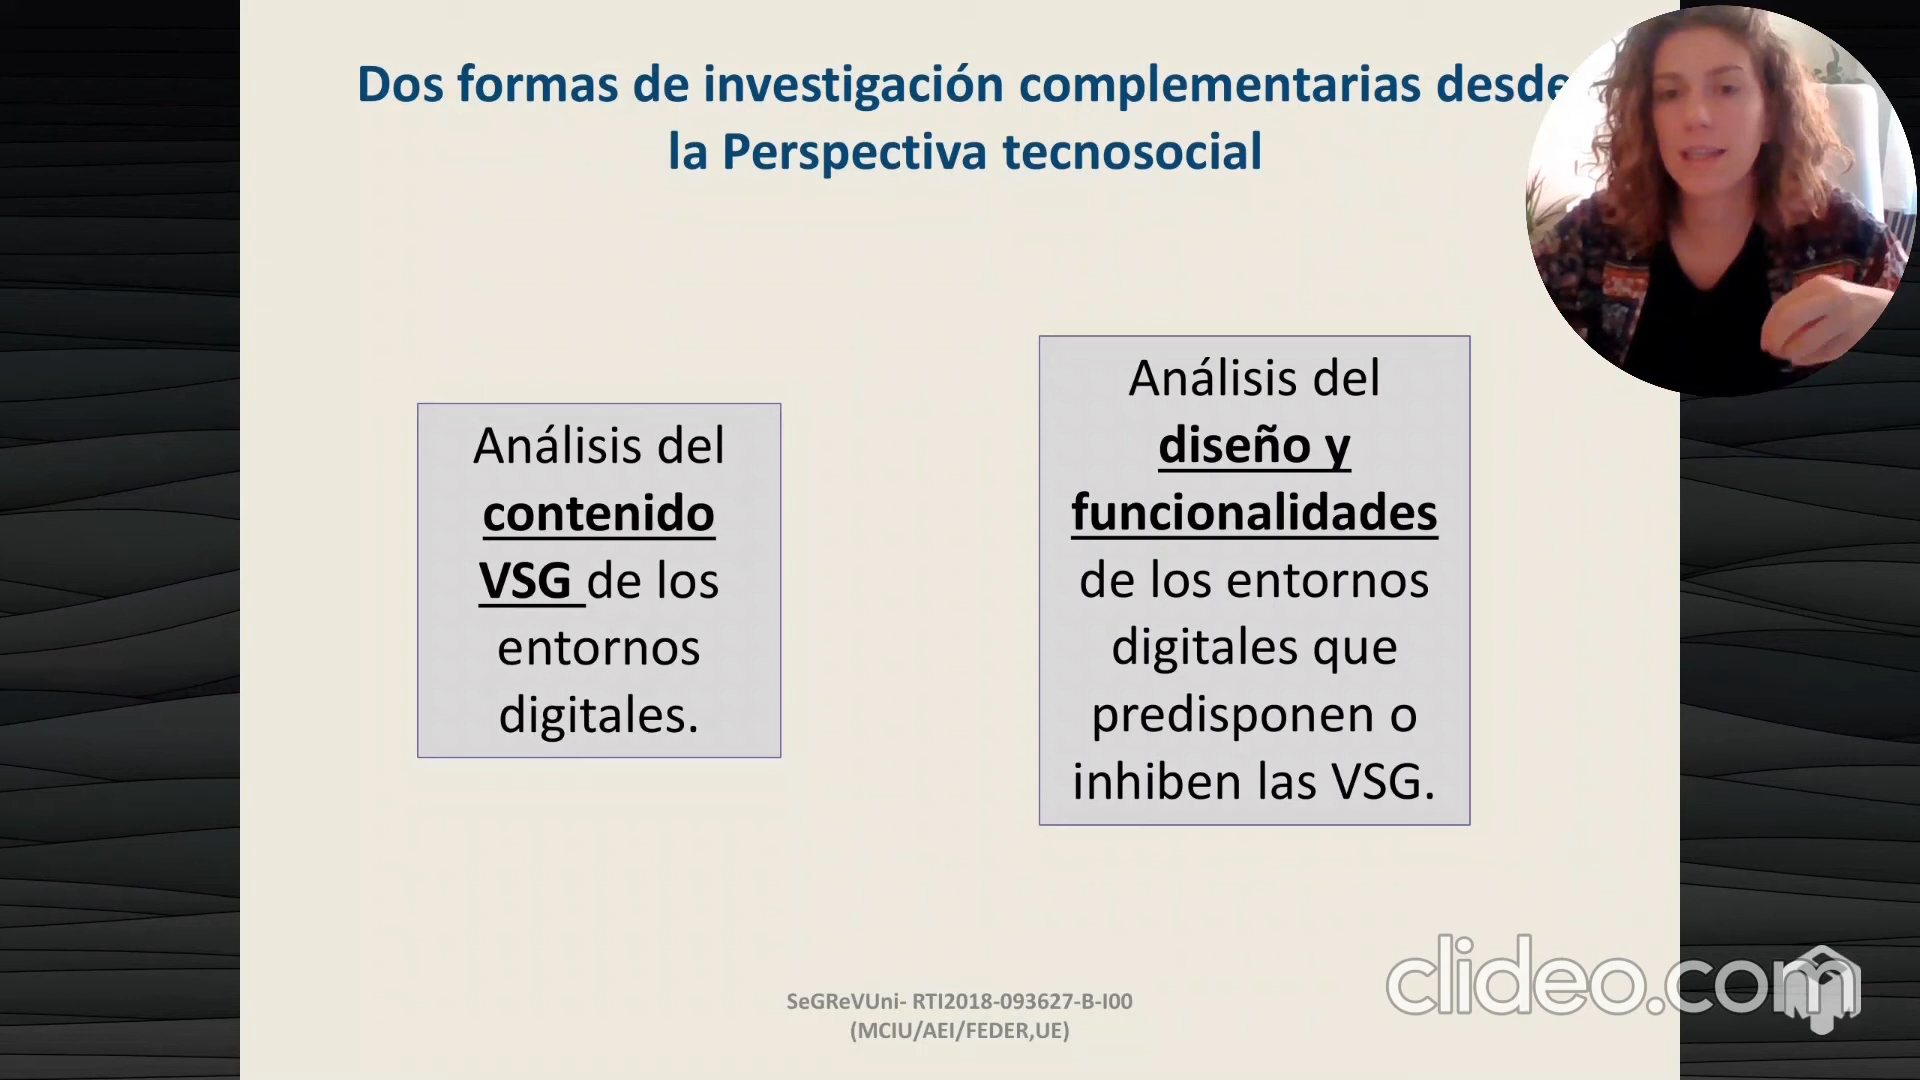 Dos formas de investigación complementarias desde
la Perspectiva tecnosocial
Análisis del
contenido
VSG de los
entornos
digitales.
Análisis del
diseño y
funcionalidades
de los entornos
digitales que
predisponen o
inhiben las VSG.
SeGReVUni- RTI2018-093627-B-I00
(MCIU/AEI/FEDER,UE)
clideo.com